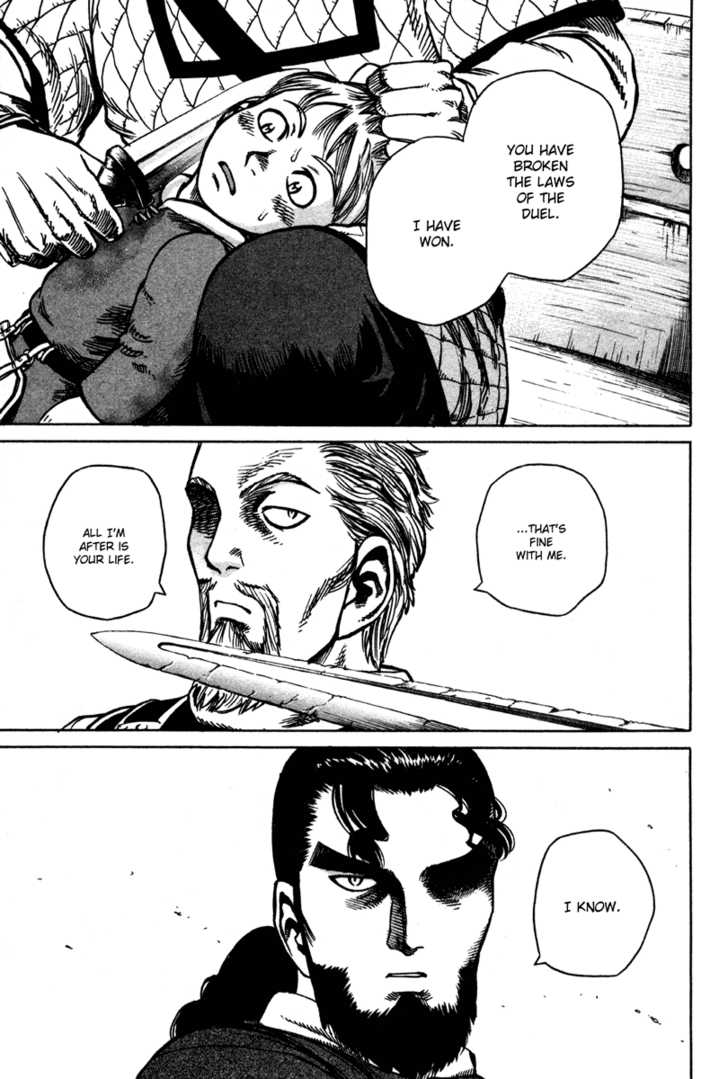 YOU HAVE
BROKEN
THE LAWS
OF THE
DUEL.
I HAVE
WON.
...THAT'S
FINE
WITH ME.
ALL I'M
AFTER IS
YOUR LIFE.
I KNOW.